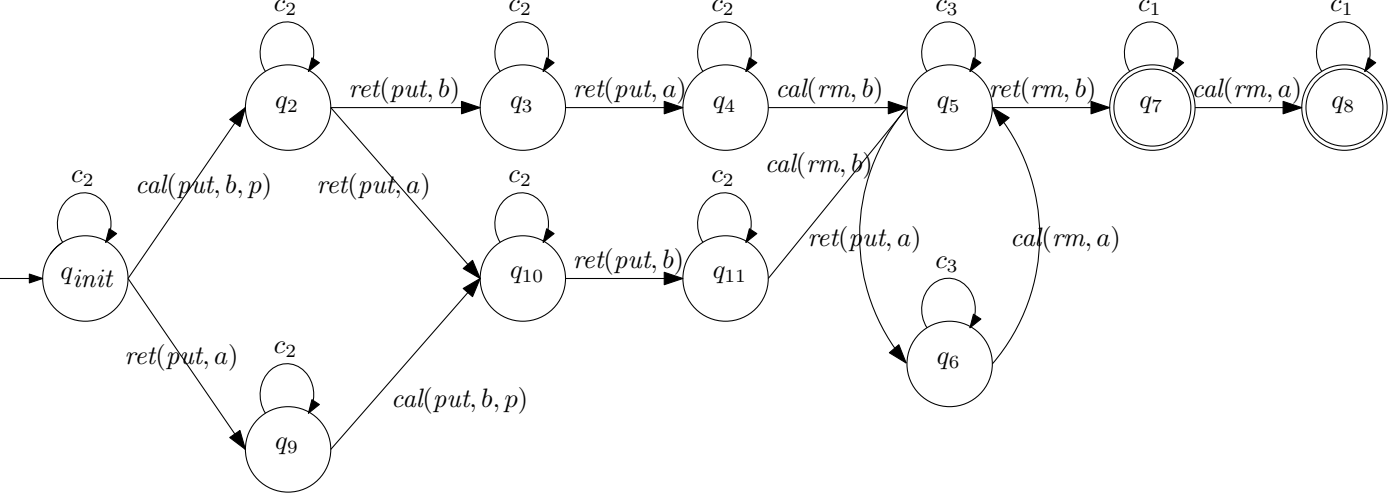 c₂ c₂ c₂ c₃ c₁ c₁
q₂ ret(put, b) q₃ ret(put, a) q₄ cal(rm, b) q₅ ret(rm, b) q₇ cal(rm, a) q₈
cal(rm, b)
c₂ cal(put, b, p) ret(put, a) c₂ c₂
ret(put, a) cal(rm, a)
q_init q₁₀ ret(put, b) q₁₁ c₃
ret(put, a) c₂ q₆
cal(put, b, p)
q₉